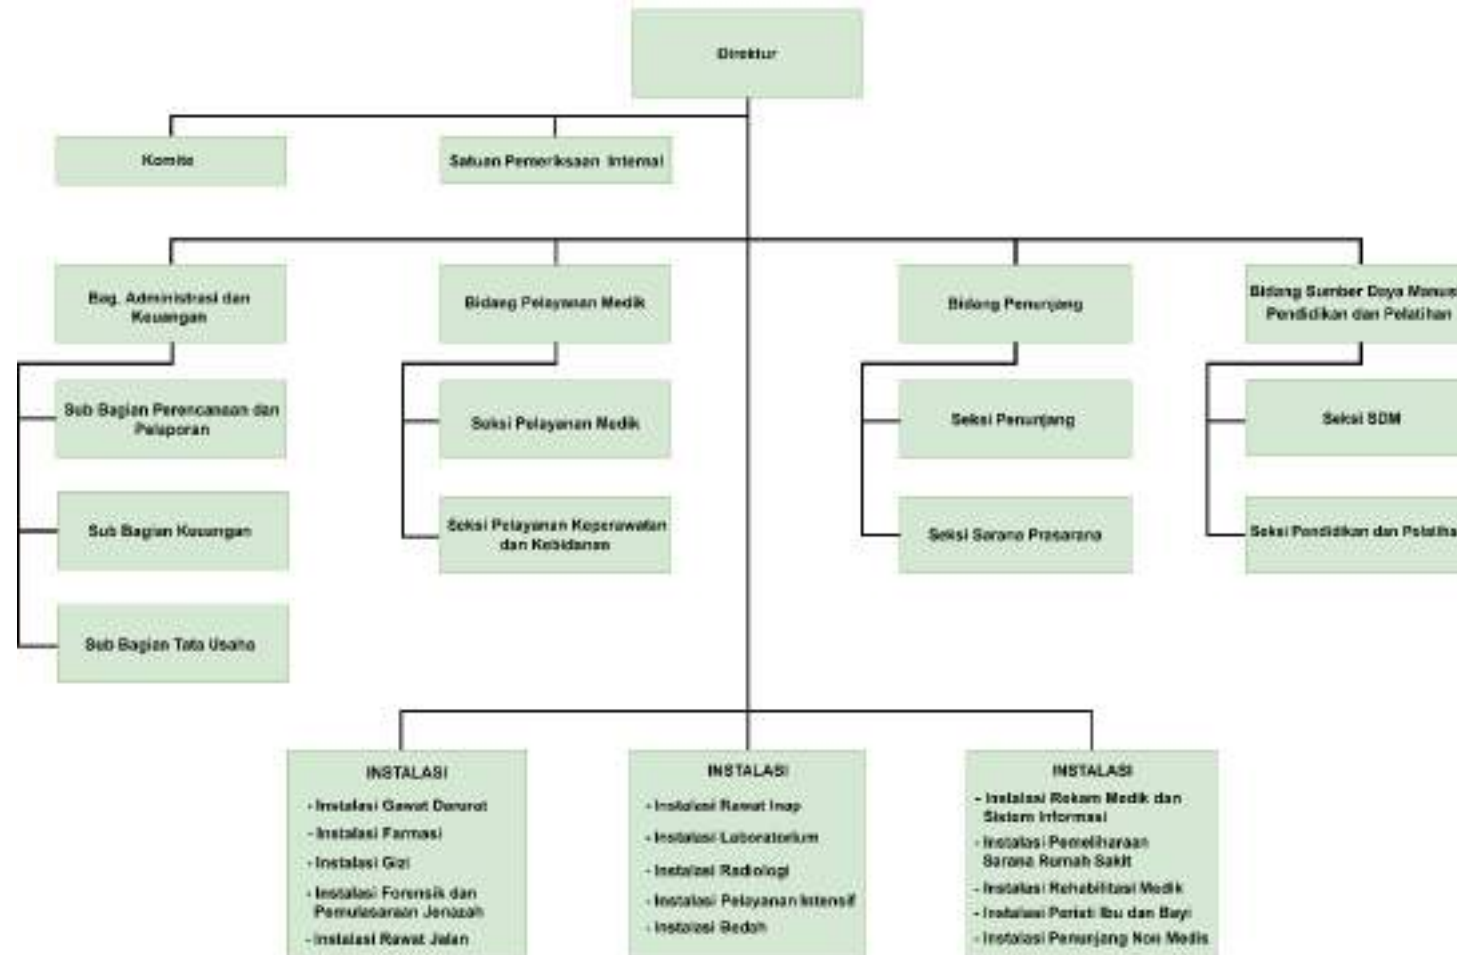 Direktur
Komite
Satuan Pemeriksaan Internal
Bag. Administrasi dan
Keuangan
Bidang Pelayanan Medik
Bidang Penunjang
Bidang Sumber Daya Manus
Pendidikan dan Pelatihan
Sub Bagian Perencanaan dan
Pelaporan
Seksi Pelayanan Medik
Seksi Penunjang
Seksi SDM
Sub Bagian Keuangan
Seksi Pelayanan Keperawatan
dan Kebidanan
Seksi Sarana Prasarana
Seksi Pendidikan dan Pelatiha
Sub Bagian Tata Usaha
INSTALASI
- Instalasi Gawat Darurat
- Instalasi Farmasi
- Instalasi Gizi
- Instalasi Forensik dan
Pemulasaraan Jenazah
- Instalasi Rawat Jalan
INSTALASI
- Instalasi Rawat Inap
- Instalasi Laboratorium
- Instalasi Radiologi
- Instalasi Pelayanan Intensif
- Instalasi Bedah
INSTALASI
- Instalasi Rekam Medik dan
Sistem Informasi
- Instalasi Pemeliharaan
Sarana Rumah Sakit
- Instalasi Rehabilitasi Medik
- Instalasi Ibu dan Bayi
- Instalasi Penunjang Non Medis